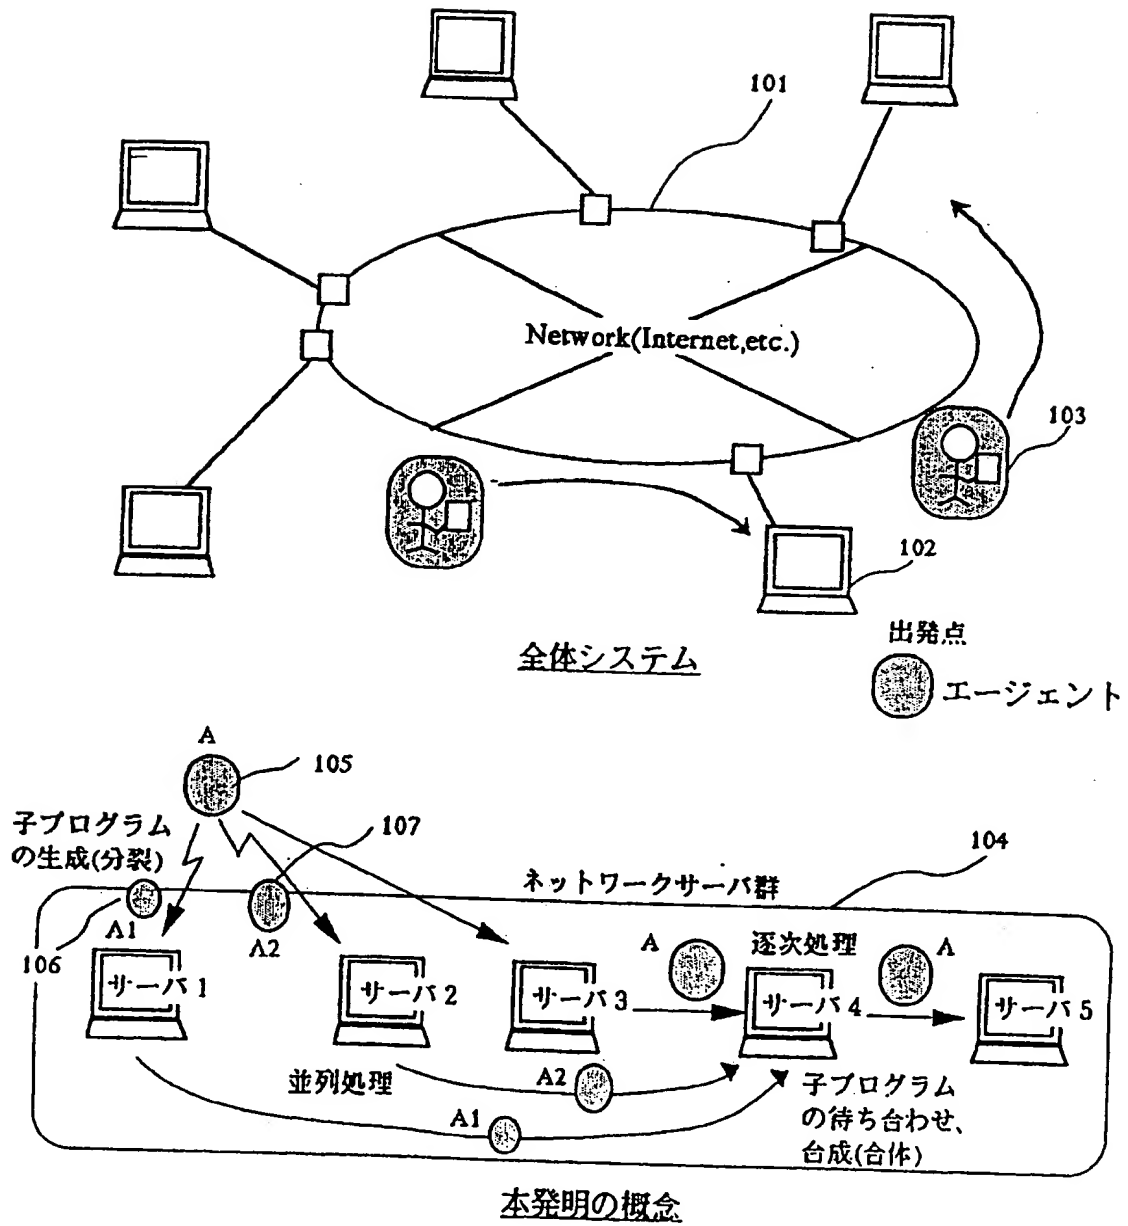 101
Network(Internet,etc.)
103
102
出発点
全体システム
エージェント
A
105
子プログラム
の生成(分裂)
107
104
ネットワークサーバ群
A1
A2
106
A
逐次処理
A
サーバ1
サーバ2
サーバ3
サーバ4
サーバ5
並列処理
A2
A1
子プログラム
の待ち合わせ、
台成(合体)
本発明の概念